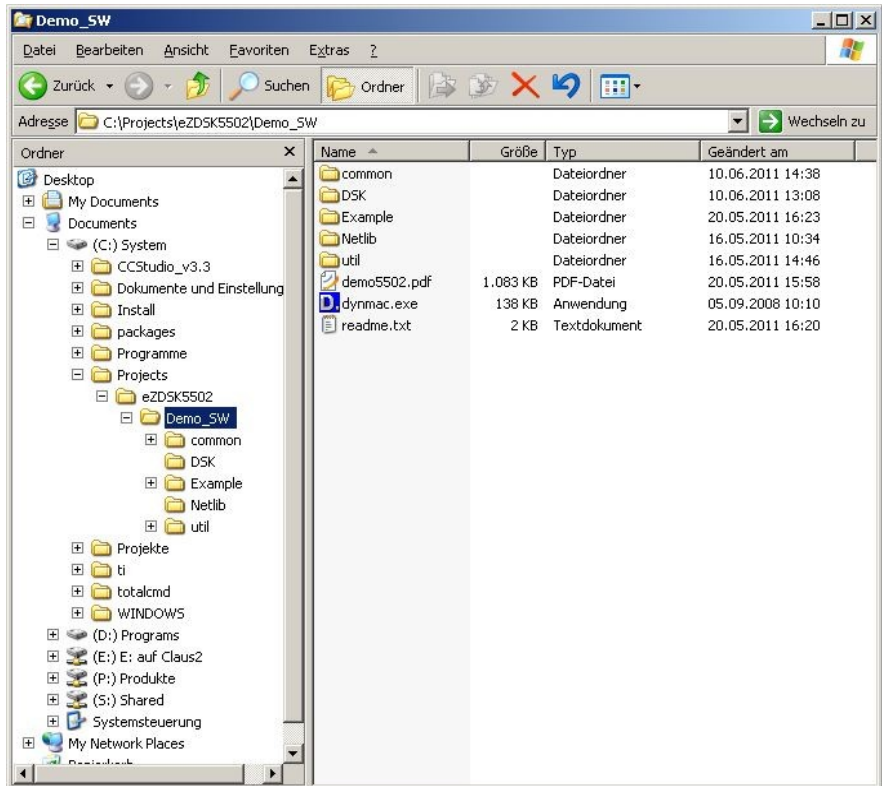 Demo_SW
Datei Bearbeiten Ansicht Favoriten Extras ?
Zurück Suchen Ordner
Adresse C:\Projects\eZDSK5502\Demo_SW Wechseln zu
Ordner
Desktop
My Documents
Documents
(C:) System
CCStudio_v3.3
Dokumente und Einstellung
Install
packages
Programme
Projects
eZDSK5502
Demo_SW
common
DSK
Example
Netlib
util
Projekte
ti
totalcmd
WINDOWS
(D:) Programs
(E:) E: auf Claus2
(P:) Produkte
(S:) Shared
Systemsteuerung
My Network Places
Name Größe Typ Geändert am
common Dateiordner 10.06.2011 14:38
DSK Dateiordner 10.06.2011 13:08
Example Dateiordner 20.05.2011 16:23
Netlib Dateiordner 16.05.2011 10:34
util Dateiordner 16.05.2011 14:46
demo5502.pdf 1.083 KB PDF-Datei 20.05.2011 15:58
D. dynmac.exe 138 KB Anwendung 05.09.2008 10:10
readme.txt 2 KB Textdokument 20.05.2011 16:20